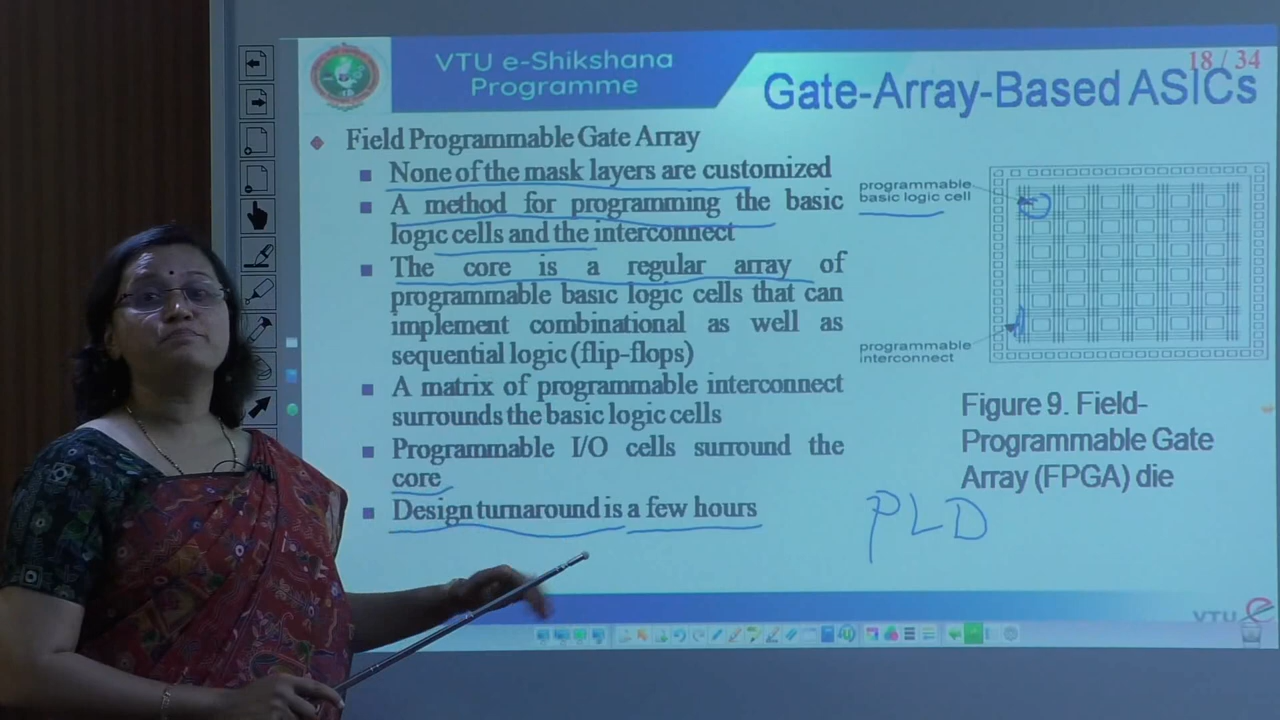 VTU e-Shikshana
Programme
18 / 34
Gate-Array-Based ASICs
Field Programmable Gate Array
None of the mask layers are customized
A method for programming the basic
logic cells and the interconnect
The core is a regular array of
programmable basic logic cells that can
implement combinational as well as
sequential logic (flip-flops)
A matrix of programmable interconnect
surrounds the basic logic cells
Programmable I/O cells surround the
core
Design turnaround is a few hours
programmable
basic logic cell
programmable
interconnect
Figure 9. Field-
Programmable Gate
Array (FPGA) die
PLD
VTU e